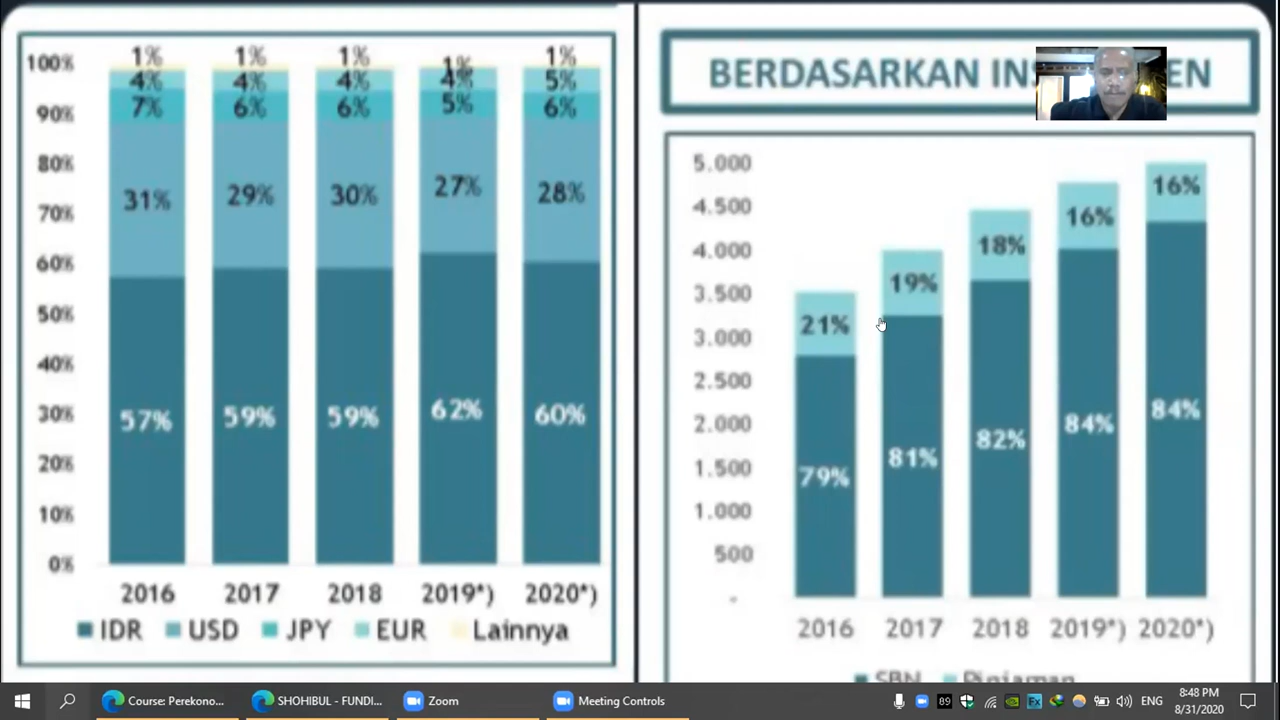 100%
90%
80%
70%
60%
50%
40%
30%
20%
10%
0%
1% 1% 1% 1% 1%
4% 4% 4% 4% 5%
7% 6% 6% 5% 6%
31% 29% 30% 27% 28%
57% 59% 59% 62% 60%
2016 2017 2018 2019*) 2020*)
IDR USD JPY EUR Lainnya
BERDASARKAN
5.000
4.500
4.000
3.500
3.000
2.500
2.000
1.500
1.000
500
-
21% 19% 18% 16% 16%
79% 81% 82% 84% 84%
2016 2017 2018 2019*) 2020*)
SBN Pinjaman
Course: Perekono...
SHOHIBUL - FUNDI...
Zoom
Meeting Controls
89
Fx
ENG
8:48 PM
8/31/2020